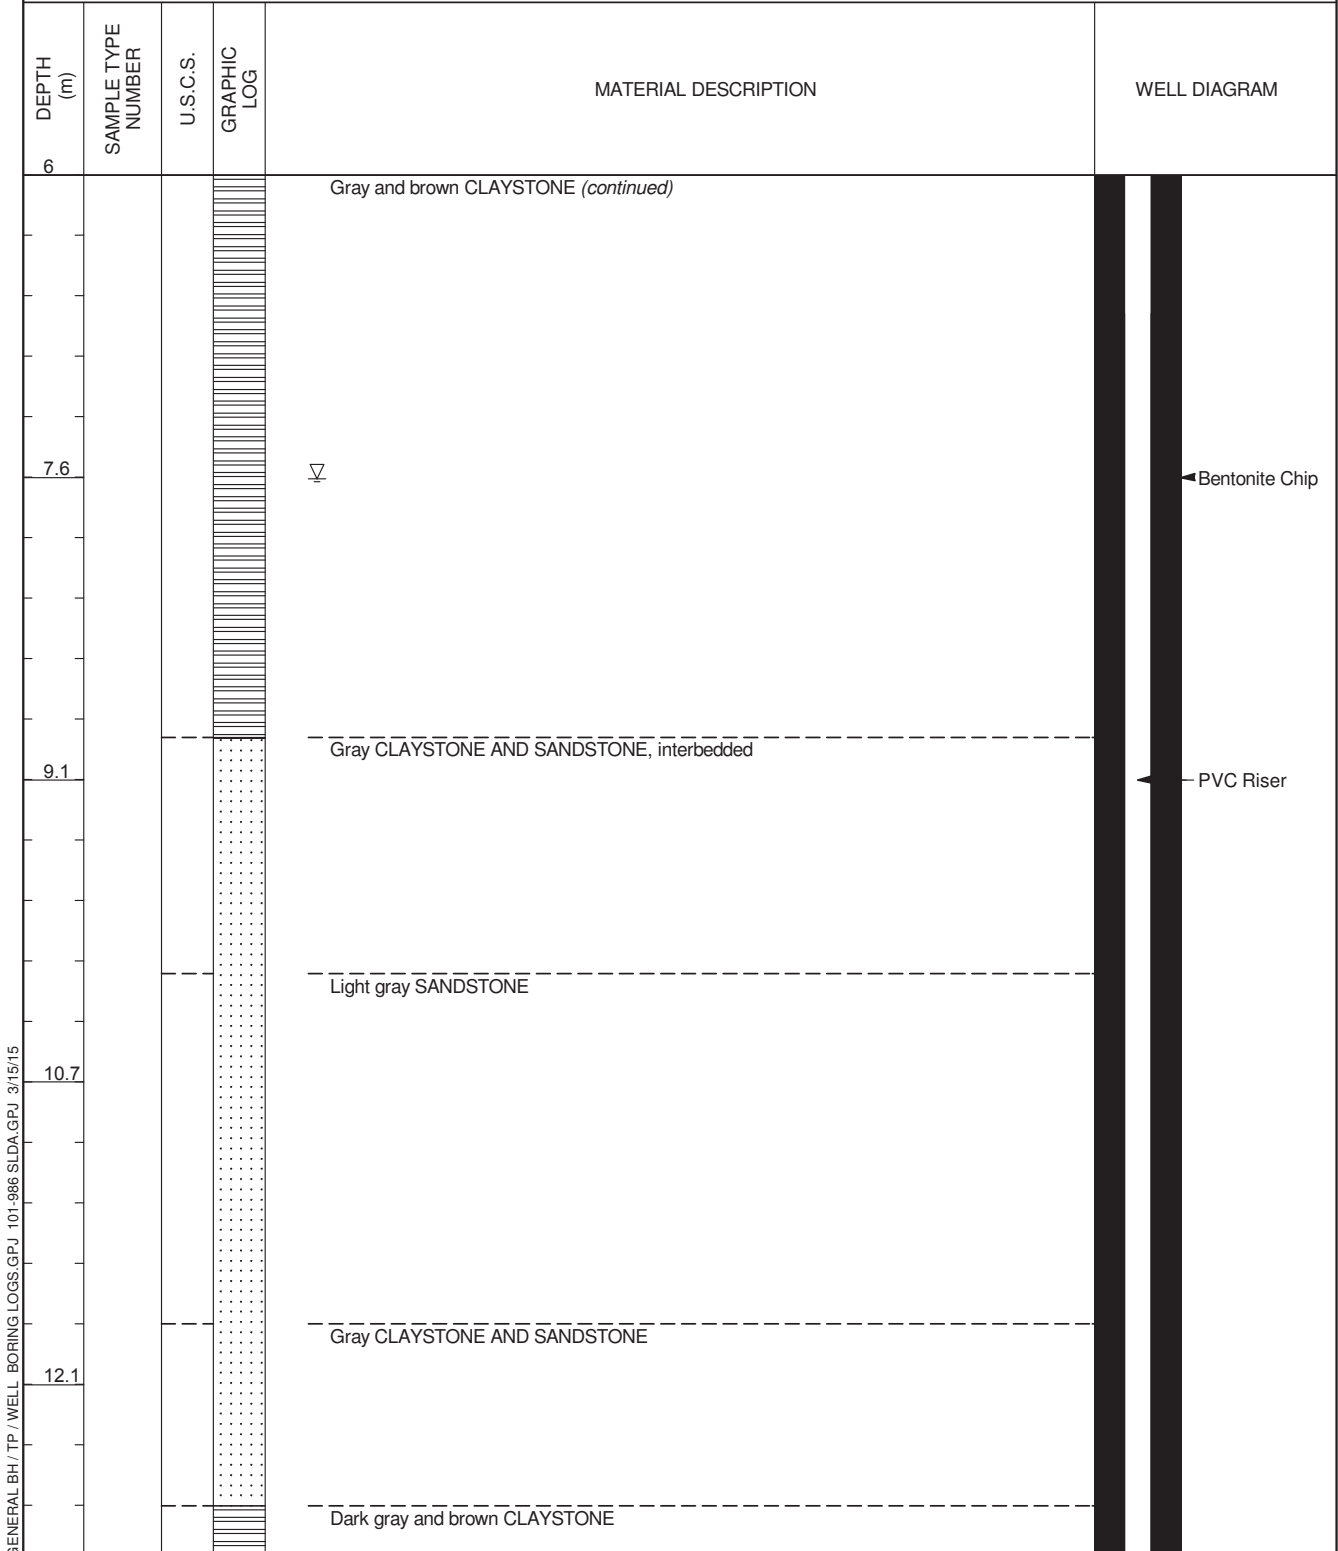 DEPTH
(m)
SAMPLE TYPE
NUMBER
U.S.C.S.
GRAPHIC
LOG
MATERIAL DESCRIPTION
WELL DIAGRAM
6
Gray and brown CLAYSTONE (continued)
7.6
Bentonite Chip
Gray CLAYSTONE AND SANDSTONE, interbedded
9.1
PVC Riser
Light gray SANDSTONE
10.7
Gray CLAYSTONE AND SANDSTONE
12.1
Dark gray and brown CLAYSTONE
GENERAL BH / TP / WELL BORING LOGS.GPJ 101-986 SLDA.GPJ 3/15/15